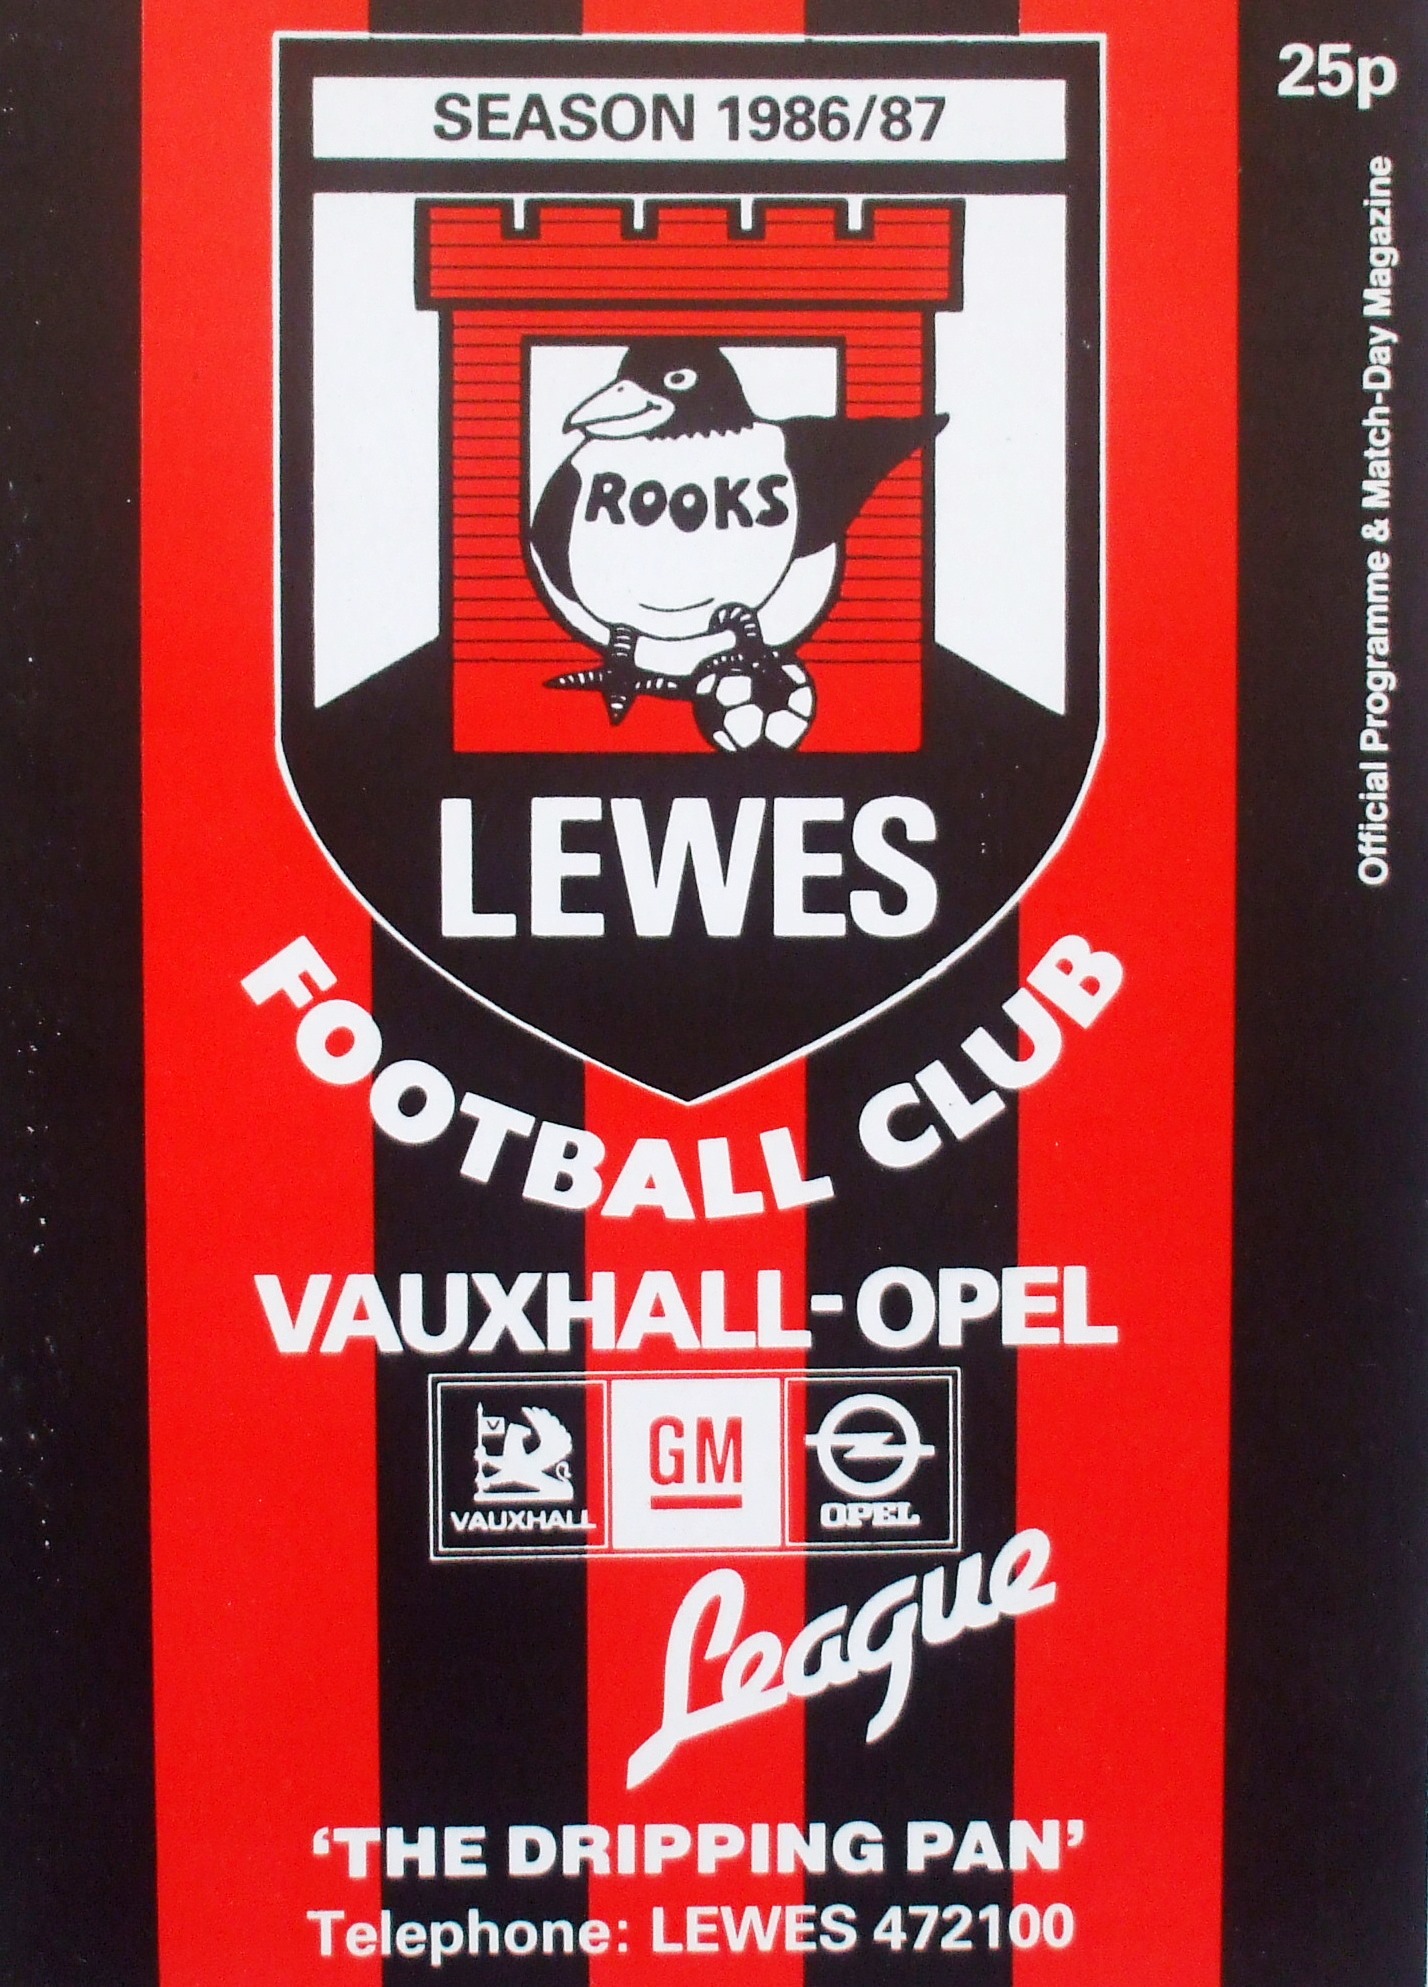 25p
Official Programme & Match-Day Magazine
SEASON 1986/87
ROOKS
LEWES
FOOTBALL CLUB
VAUXHALL-OPEL
V
VAUXHALL
GM
OPEL
League
‘THE DRIPPING PAN’
Telephone: LEWES 472100